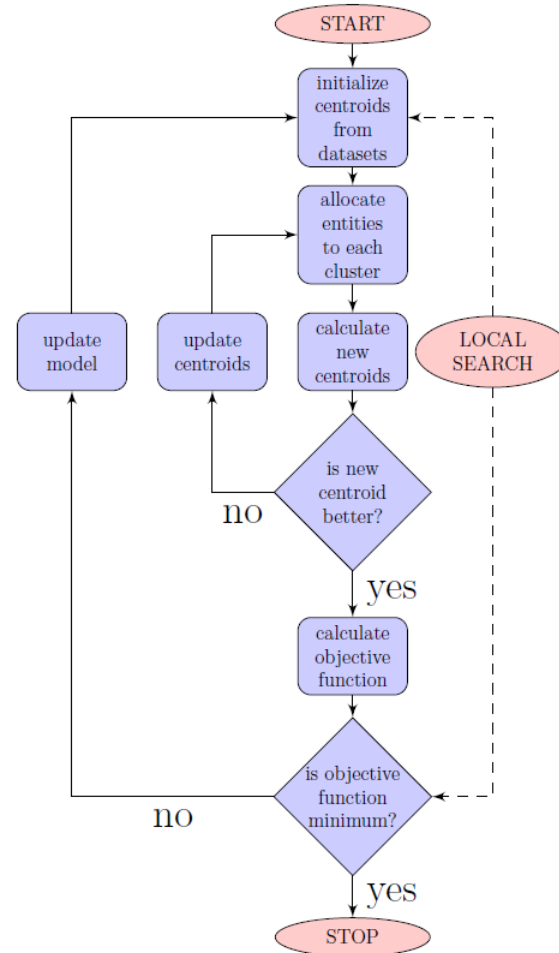 START
initialize
centroids
from
datasets
allocate
entities
to each
cluster
update
model
update
centroids
calculate
new
centroids
LOCAL
SEARCH
is new
centroid
better?
no
yes
calculate
objective
function
is objective
function
minimum?
no
yes
STOP